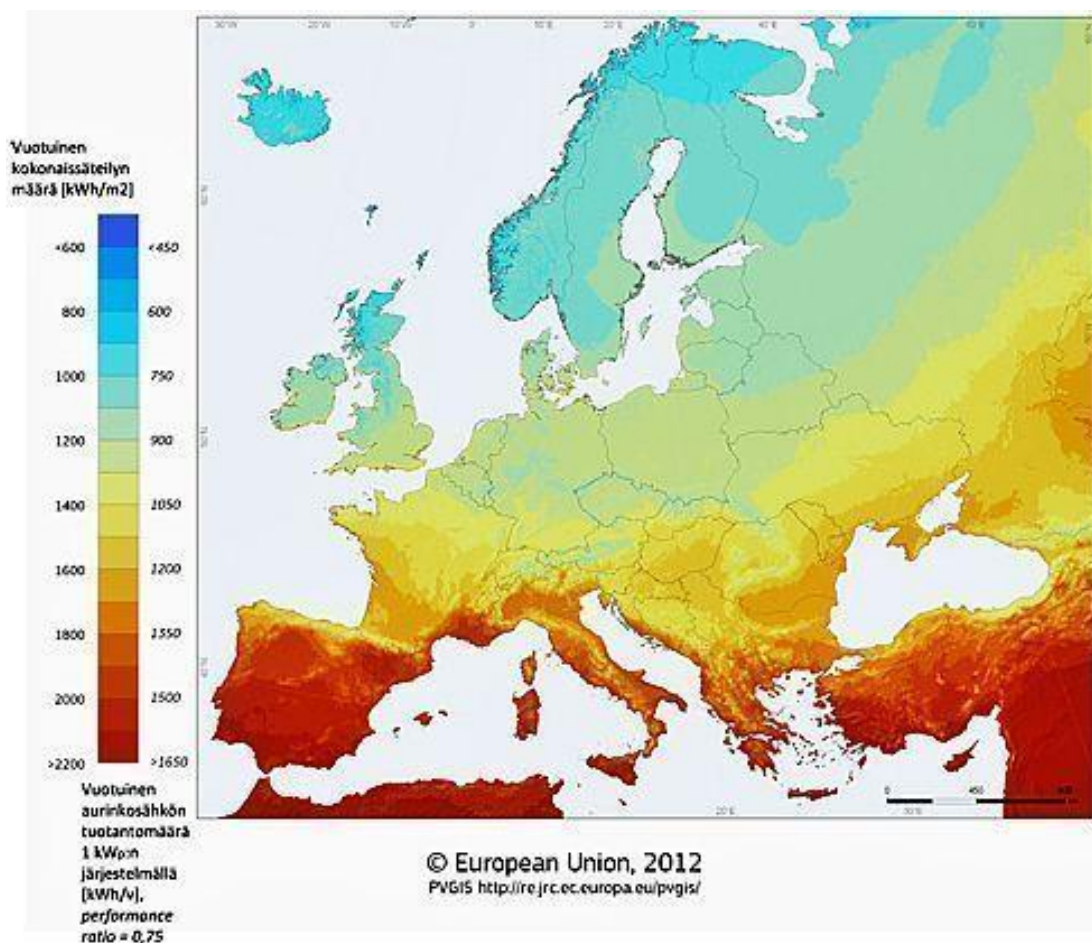 Vuotuinen
kokonaissäteilyn
määrä [kWh/m2]
<600
<450
800
600
1000
750
1200
900
1400
1050
1600
1200
1800
1350
2000
1500
>2200
>1650
Vuotuinen
aurinkosähkön
tuotantomäärä
1 kWp:n
järjestelmällä
[kWh/v],
performance
ratio = 0,75
© European Union, 2012
PVGIS http://re.jrc.ec.europa.eu/pvgis/